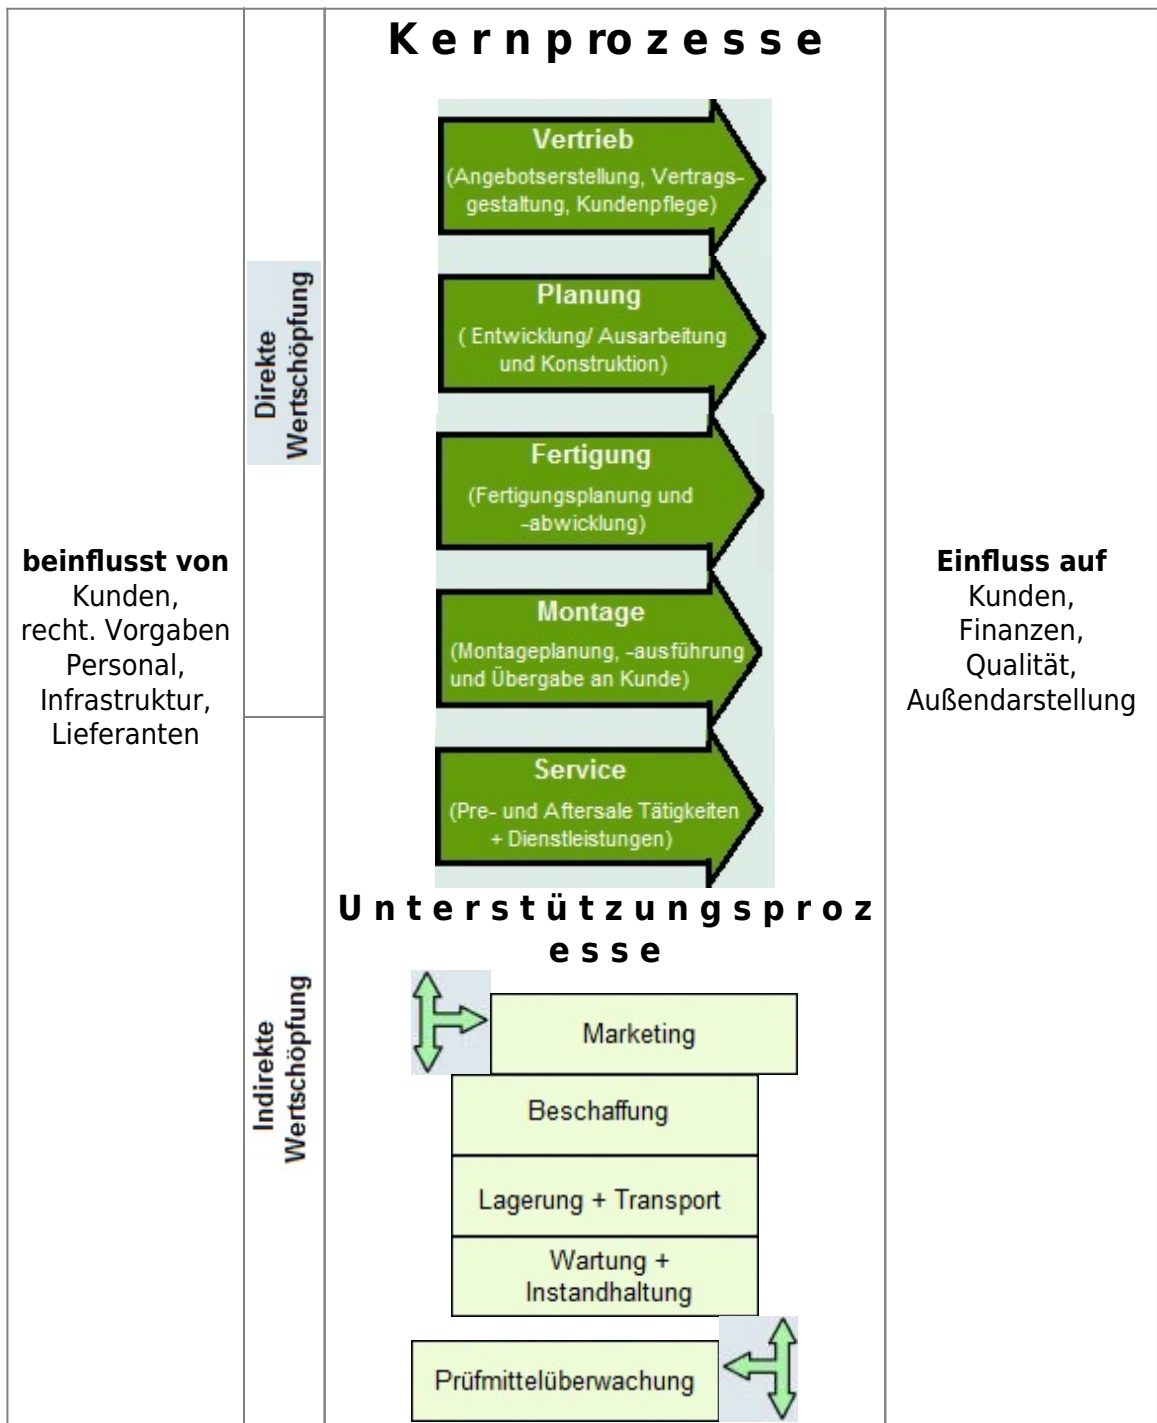 K e r n p r o z e s s e
Direkte
Wertschöpfung
Vertrieb
(Angebotserstellung, Vertrags-
gestaltung, Kundenpflege)
Planung
( Entwicklung/ Ausarbeitung
und Konstruktion)
Fertigung
(Fertigungsplanung und
-abwicklung)
beinflusst von
Kunden,
recht. Vorgaben
Personal,
Infrastruktur,
Lieferanten
Montage
(Montageplanung, -ausführung
und Übergabe an Kunde)
Einfluss auf
Kunden,
Finanzen,
Qualität,
Außendarstellung
Service
(Pre- und Aftersale Tätigkeiten
+ Dienstleistungen)
U n t e r s t ü t z u n g s p r o z
e s s e
Indirekte
Wertschöpfung
Marketing
Beschaffung
Lagerung + Transport
Wartung +
Instandhaltung
Prüfmittelüberwachung